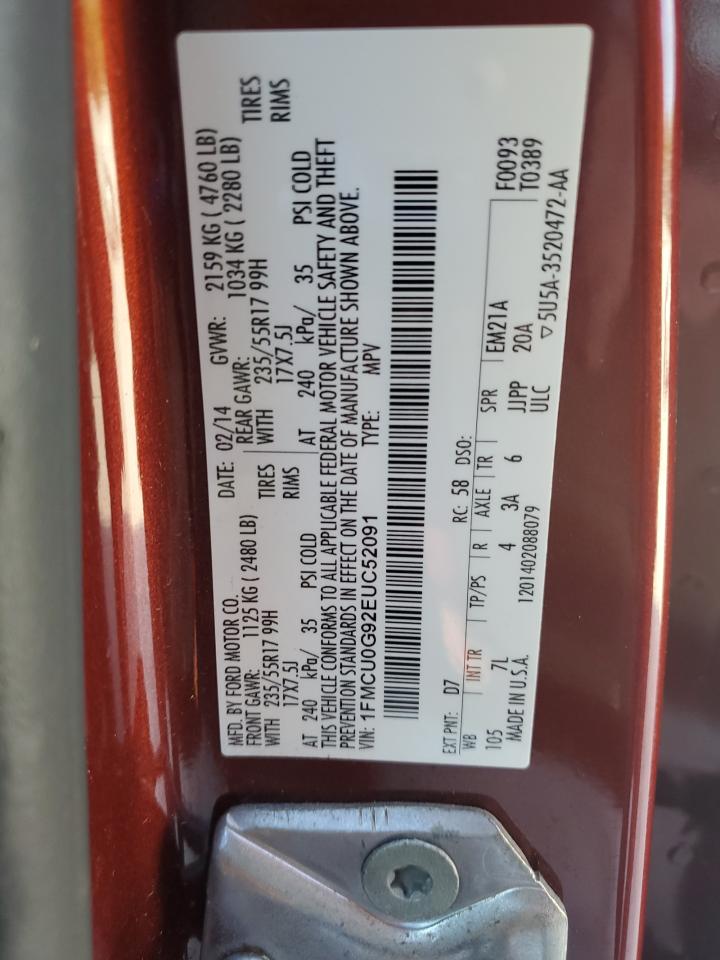 MFD. BY FORD MOTOR CO. DATE: 02/14 GVWR: 2159 KG ( 4760 LB)
FRONT GAWR: 1125 KG ( 2480 LB) REAR GAWR: 1034 KG ( 2280 LB)
WITH 235/55R17 99H TIRES WITH 235/55R17 99H TIRES
17X7.5J RIMS 17X7.5J RIMS
AT 240 kPa/ 35 PSI COLD AT 240 kPa/ 35 PSI COLD
THIS VEHICLE CONFORMS TO ALL APPLICABLE FEDERAL MOTOR VEHICLE SAFETY AND THEFT
PREVENTION STANDARDS IN EFFECT ON THE DATE OF MANUFACTURE SHOWN ABOVE.
VIN: 1FMCU0G92EUC52091 TYPE: MPV
EXT PNT: D7 RC: 58 DSO:
WB INT TR TP/PS R AXLE TR SPR EM21A F0093
105 7L 4 3A 6 JJPP 20A T0389
MADE IN U.S.A. 1201402088079 ULC ▽5U5A-3520472-AA